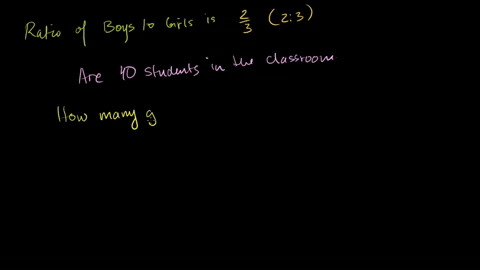 Ratio of Boys to Girls is 2/3 (2:3)
Are 40 students in the classroom
How many g